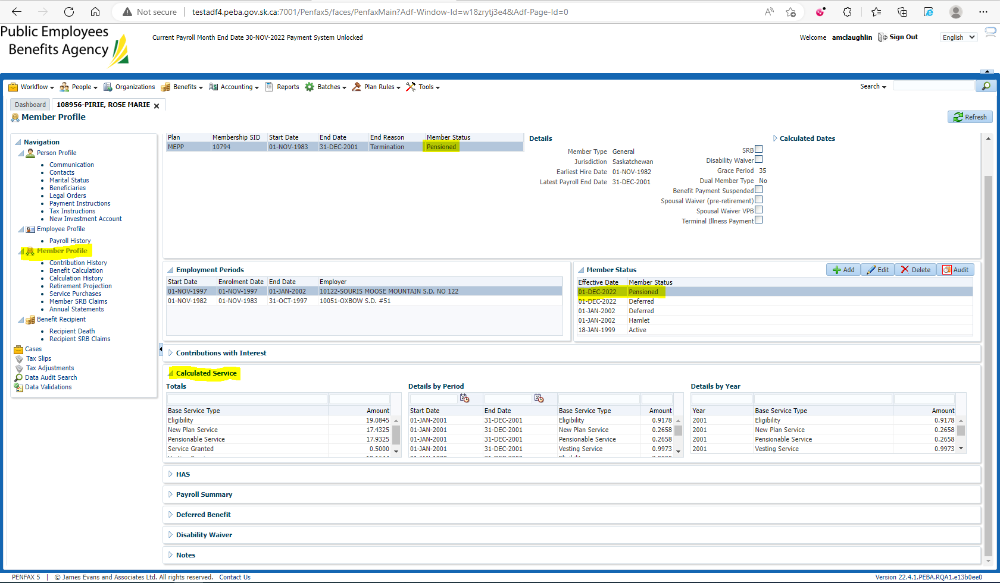 Not secure
testadf4.peba.gov.sk.ca:7001/Penfax5/faces/PenfaxMain?Adf-Window-Id=w18zrytj3e4&Adf-Page-Id=0
Public Employees
Benefits Agency
Current Payroll Month End Date 30-NOV-2022 Payment System Unlocked
Welcome amclaughlin Sign Out English
Workflow People Organizations Benefits Accounting Reports Batches Plan Rules Tools Search
Dashboard 108956-PIRIE, ROSE MARIE
Member Profile
Refresh
Navigation
Person Profile
Communication
Contacts
Marital Status
Beneficiaries
Legal Orders
Payment Instructions
Tax Instructions
New Investment Account
Employee Profile
Payroll History
Member Profile
Contribution History
Benefit Calculation
Calculation History
Retirement Projection
Service Purchases
Member SRB Claims
Annual Statements
Benefit Recipient
Recipient Death
Recipient SRB Claims
Cases
Tax Slips
Tax Adjustments
Data Audit Search
Data Validations
Plan Membership SID Start Date End Date End Reason Member Status
MEPP 10794 01-NOV-1983 31-DEC-2001 Termination Pensioned
Details
Member Type General
Jurisdiction Saskatchewan
Earliest Hire Date 01-NOV-1982
Latest Payroll End Date 31-DEC-2001
SRB
Disability Waiver
Grace Period 35
Dual Member Type No
Benefit Payment Suspended
Spousal Waiver (pre-retirement)
Spousal Waiver VPB
Terminal Illness Payment
Calculated Dates
Employment Periods
Start Date Enrolment Date End Date Employer
01-NOV-1997 01-NOV-1997 01-JAN-2002 10122-SOURIS MOOSE MOUNTAIN S.D. NO 122
01-NOV-1982 01-NOV-1983 31-OCT-1997 10051-OXBOW S.D. #51
Member Status
Add Edit Delete Audit
Effective Date Member Status
01-DEC-2022 Pensioned
01-DEC-2022 Deferred
01-JAN-2002 Deferred
01-JAN-2002 Hamlet
18-JAN-1999 Active
Contributions with Interest
Calculated Service
Totals
Base Service Type Amount
Eligibility 19.0845
New Plan Service 17.4325
Pensionable Service 17.9325
Service Granted 0.5000
Details by Period
Start Date End Date Base Service Type Amount
01-JAN-2001 31-DEC-2001 Eligibility 0.9178
01-JAN-2001 31-DEC-2001 New Plan Service 0.2658
01-JAN-2001 31-DEC-2001 Pensionable Service 0.2658
01-JAN-2001 31-DEC-2001 Vesting Service 0.9973
Details by Year
Year Base Service Type Amount
2001 Eligibility 0.9178
2001 New Plan Service 0.2658
2001 Pensionable Service 0.2658
2001 Vesting Service 0.9973
HAS
Payroll Summary
Deferred Benefit
Disability Waiver
Notes
PENFAX 5 | © James Evans and Associates Ltd. All rights reserved. Contact Us
Version 22.4.1.PEBA.RQA1.e13b0ee0